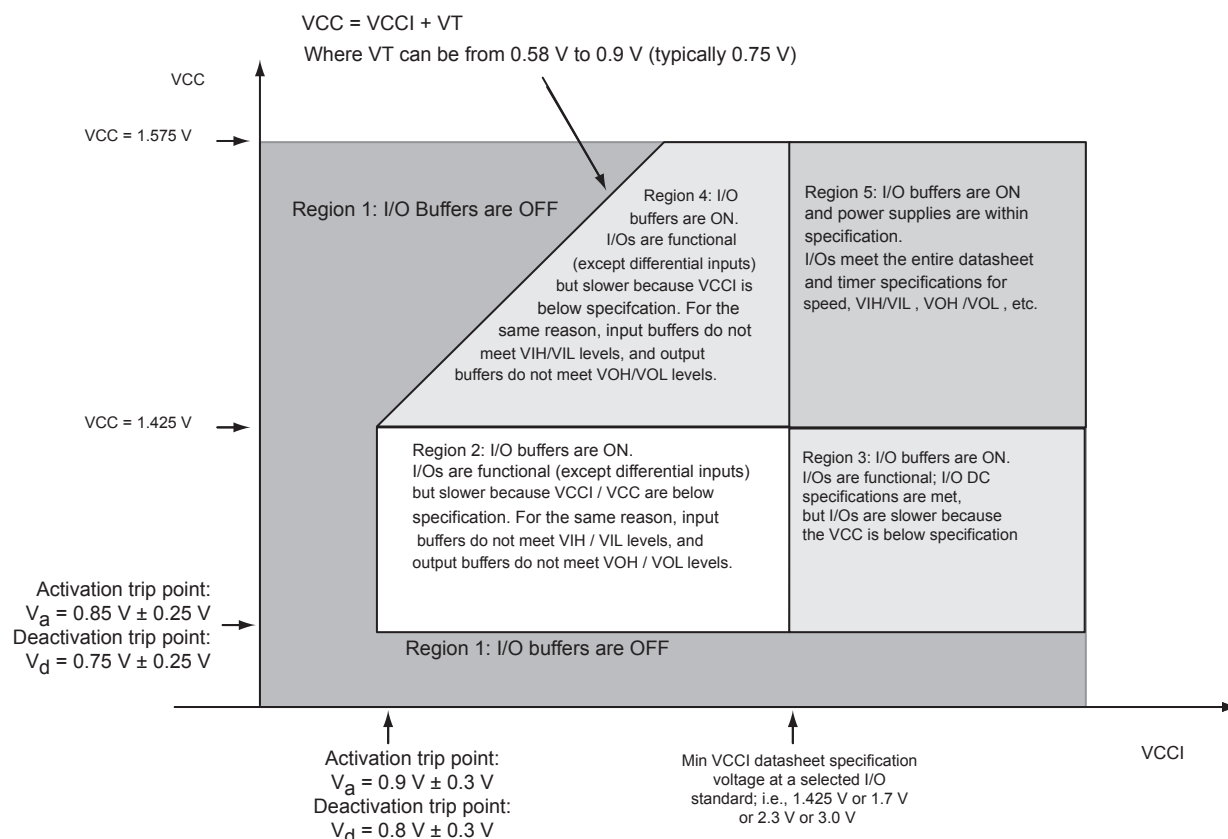 VCC = VCCI + VT
Where VT can be from 0.58 V to 0.9 V (typically 0.75 V)
VCC
VCC = 1.575 V
Region 1: I/O Buffers are OFF
Region 4: I/O
buffers are ON.
I/Os are functional
(except differential inputs)
but slower because VCCI is
below specifcation. For the
same reason, input buffers do not
meet VIH/VIL levels, and output
buffers do not meet VOH/VOL levels.
Region 5: I/O buffers are ON
and power supplies are within
specification.
I/Os meet the entire datasheet
and timer specifications for
speed, VIH/VIL , VOH /VOL , etc.
VCC = 1.425 V
Region 2: I/O buffers are ON.
I/Os are functional (except differential inputs)
but slower because VCCI / VCC are below
specification. For the same reason, input
buffers do not meet VIH / VIL levels, and
output buffers do not meet VOH / VOL levels.
Region 3: I/O buffers are ON.
I/Os are functional; I/O DC
specifications are met,
but I/Os are slower because
the VCC is below specification
Activation trip point:
Va = 0.85 V ± 0.25 V
Deactivation trip point:
Vd = 0.75 V ± 0.25 V
Region 1: I/O buffers are OFF
Activation trip point:
Va = 0.9 V ± 0.3 V
Deactivation trip point:
Vd = 0.8 V ± 0.3 V
Min VCCI datasheet specification
voltage at a selected I/O
standard; i.e., 1.425 V or 1.7 V
or 2.3 V or 3.0 V
VCCI